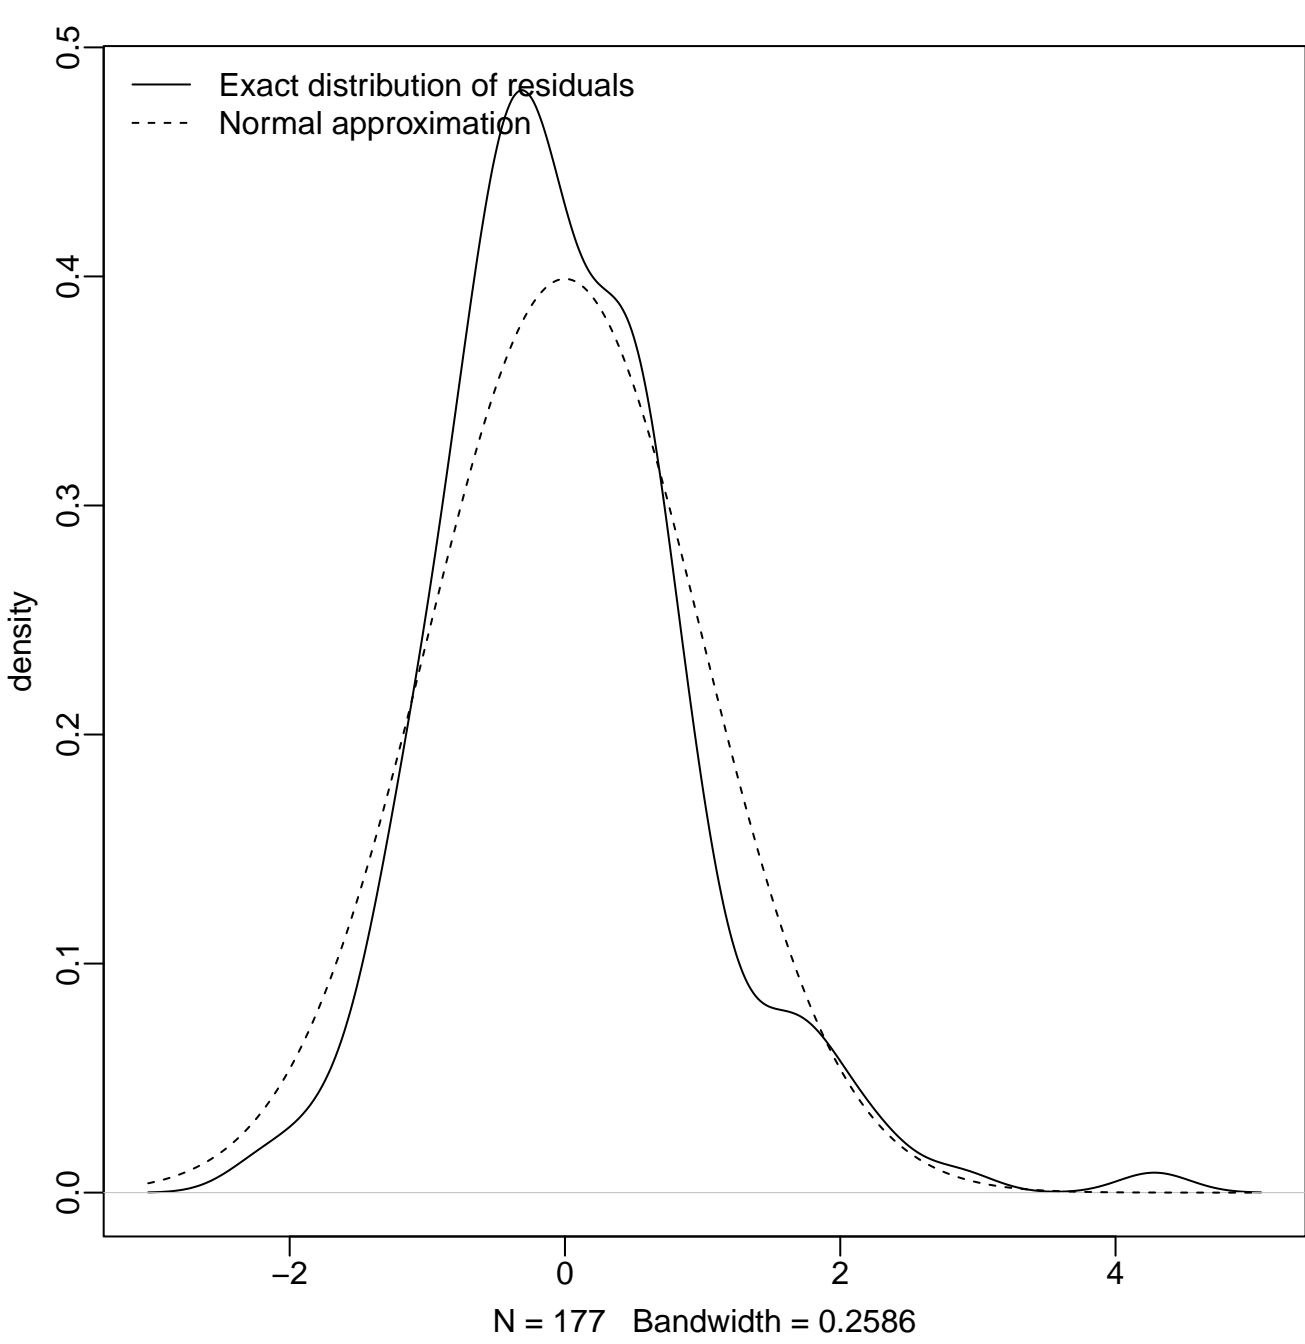 Exact distribution of residuals
Normal approximation
0.5
0.4
0.3
0.2
0.1
0.0
density
−2 0 2 4
N = 177 Bandwidth = 0.2586